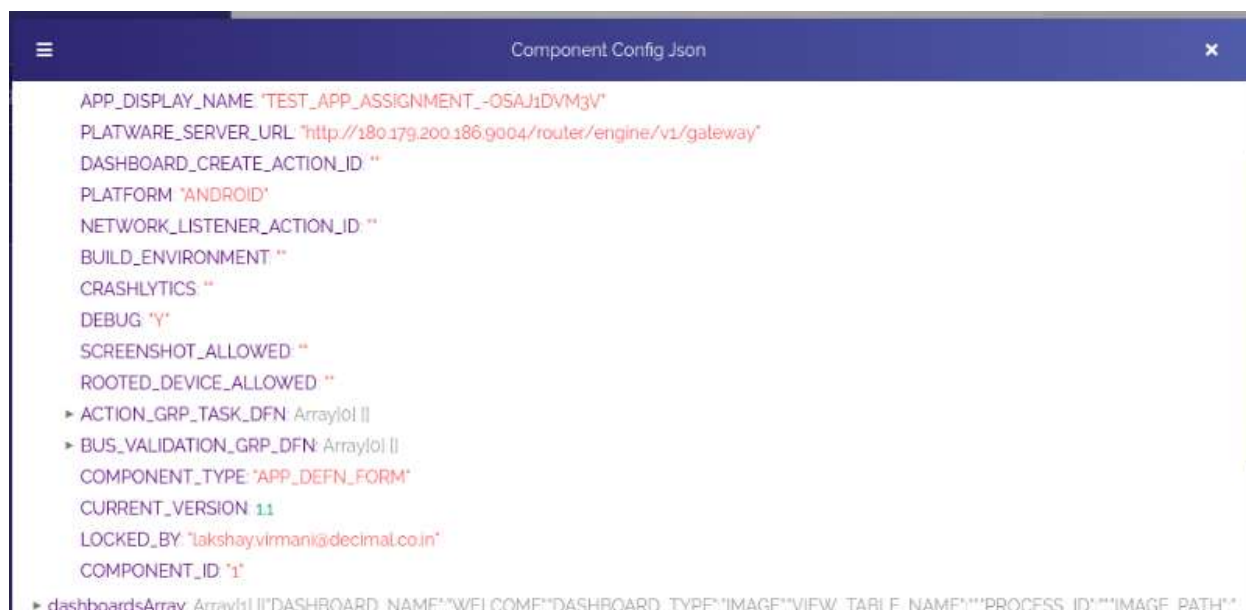 ☰ Component Config Json ×
APP_DISPLAY_NAME: "TEST_APP_ASSIGNMENT_-OSAJ1DVM3V"
PLATWARE_SERVER_URL: "http://180.179.200.186:9004/router/engine/v1/gateway"
DASHBOARD_CREATE_ACTION_ID: ""
PLATFORM: "ANDROID"
NETWORK_LISTENER_ACTION_ID: ""
BUILD_ENVIRONMENT: ""
CRASHLYTICS: ""
DEBUG: "Y"
SCREENSHOT_ALLOWED: ""
ROOTED_DEVICE_ALLOWED: ""
► ACTION_GRP_TASK_DFN: Array[0] []
► BUS_VALIDATION_GRP_DFN: Array[0] []
COMPONENT_TYPE: "APP_DEFN_FORM"
CURRENT_VERSION: 1.1
LOCKED_BY: "lakshay.virmani@decimal.co.in"
COMPONENT_ID: "1"
► dashboardsArray: Array[1] [{"DASHBOARD_NAME":"WELCOME""DASHBOARD_TYPE":"IMAGE""VIEW_TABLE_NAME":"""PROCESS_ID":"""IMAGE_PATH":"